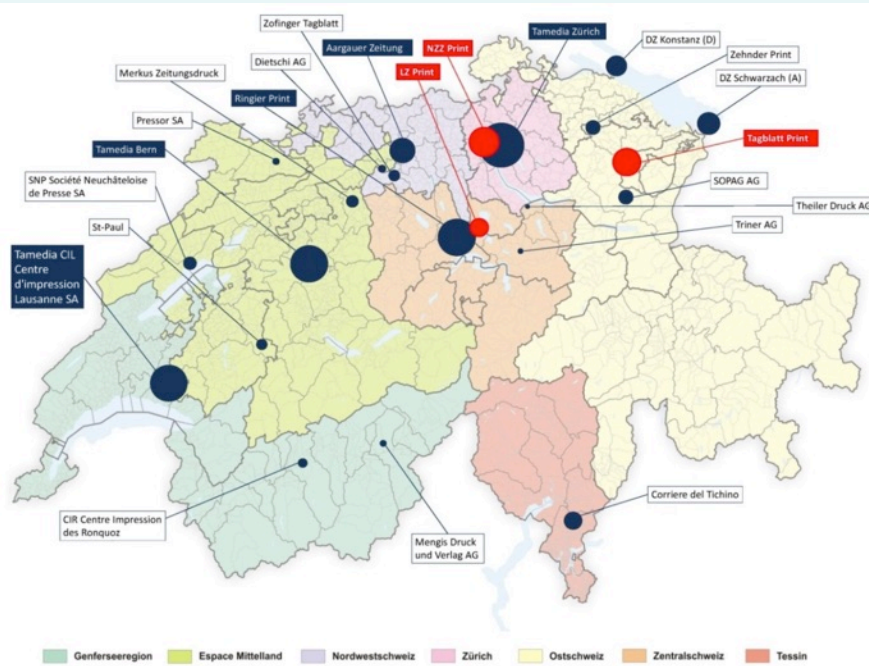 Zofinger Tagblatt
Aargauer Zeitung
NZZ Print
Tamedia Zürich
DZ Konstanz (D)
Dietschi AG
Zehnder Print
Merkus Zeitungsdruck
LZ Print
DZ Schwarzach (A)
Ringier Print
Pressor SA
Tagblatt Print
Tamedia Bern
SNP Société Neuchâteloise
de Presse SA
SOPAG AG
Theiler Druck AG
St-Paul
Triner AG
Tamedia CIL
Centre
d'impression
Lausanne SA
Corriere del Tichino
CIR Centre Impression
des Ronquoz
Mengis Druck
und Verlag AG
Genferseeregion
Espace Mittelland
Nordwestschweiz
Zürich
Ostschweiz
Zentralschweiz
Tessin